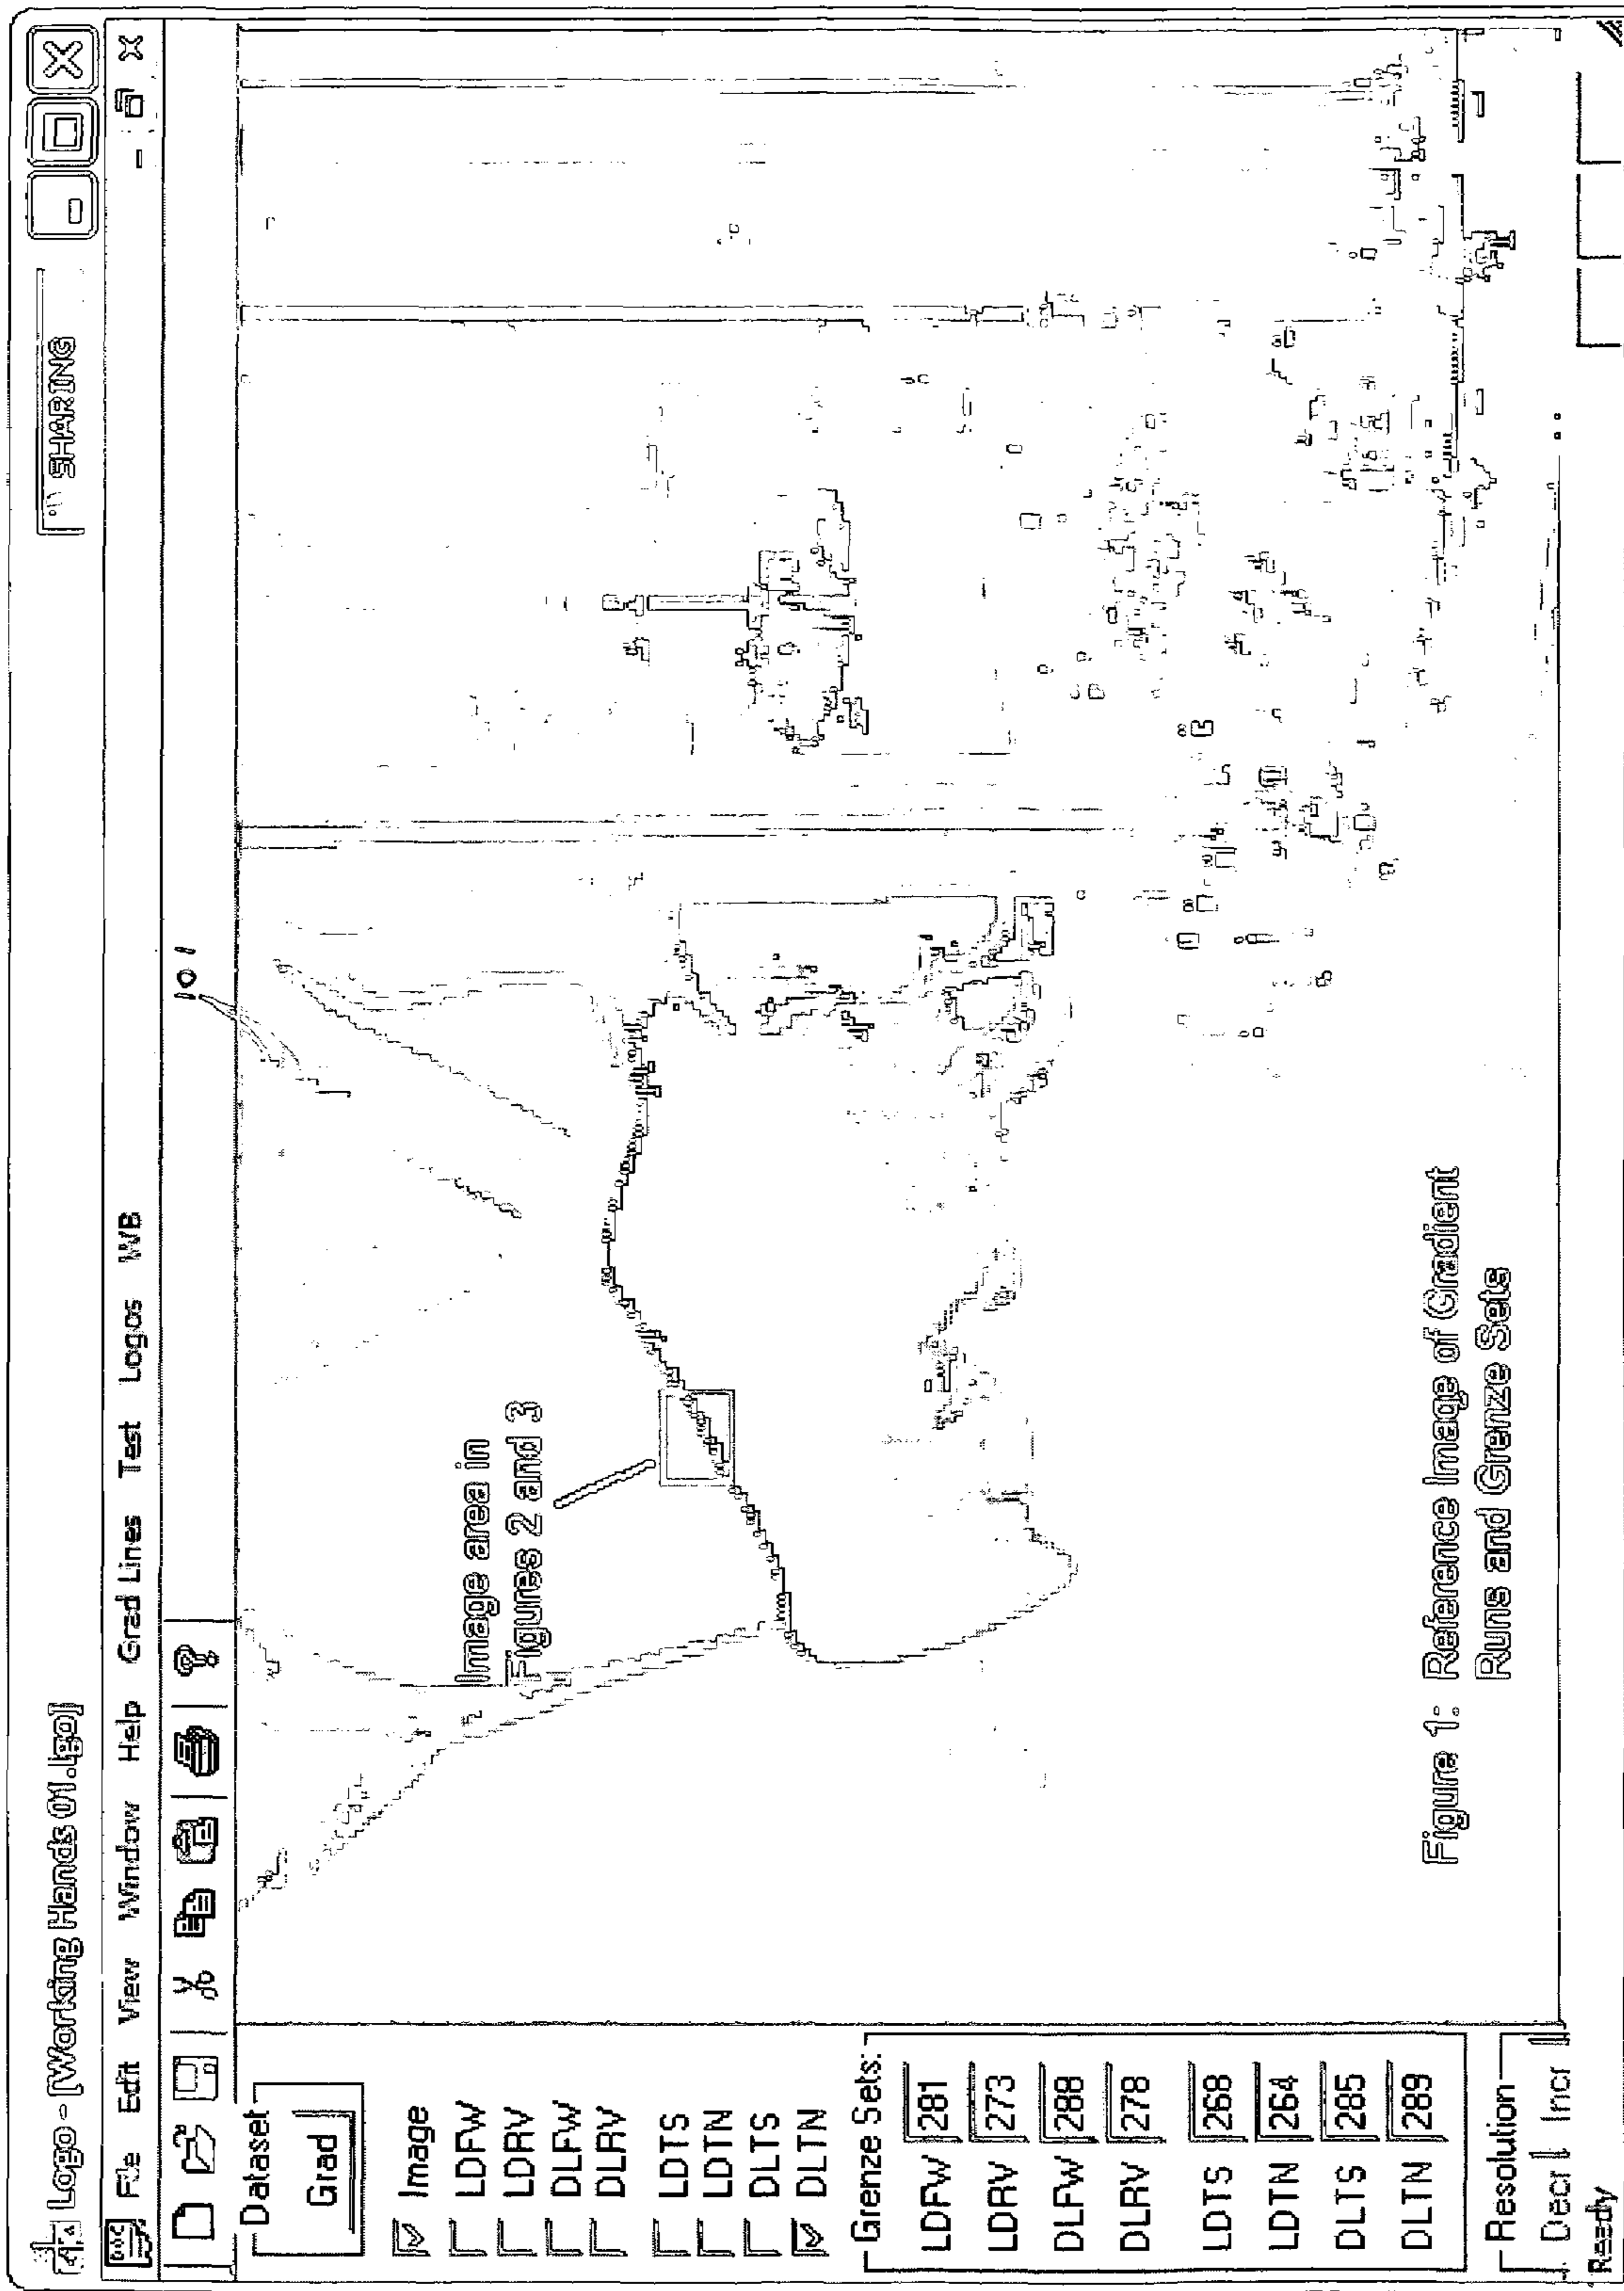 Logo - [Working Hands 01.lgo]
SHARING
File Edit View Window Help Grad Lines Test Logos WB
101
Dataset
Grad
Image
LDFW
LDRV
DLFW
DLRV
LDTS
LDTN
DLTS
DLTN
Grenze Sets:
LDFW 281
LDRV 273
DLFW 288
DLRV 278
LDTS 268
LDTN 264
DLTS 285
DLTN 289
Resolution
Decr Incr
Ready
Image area in
Figures 2 and 3
Figure 1: Reference Image of Gradient
Runs and Grenze Sets